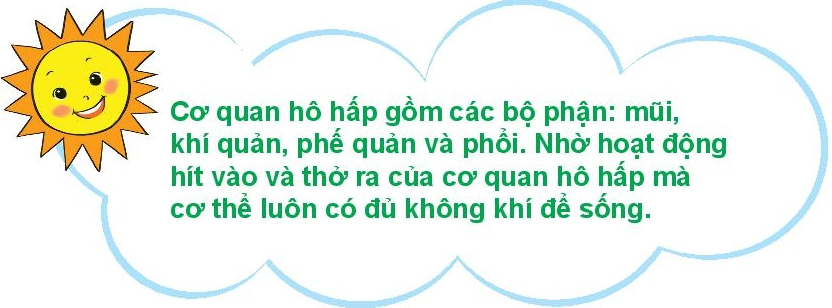 Cơ quan hô hấp gồm các bộ phận: mũi,
khí quản, phế quản và phổi. Nhờ hoạt động
hít vào và thở ra của cơ quan hô hấp mà
cơ thể luôn có đủ không khí để sống.